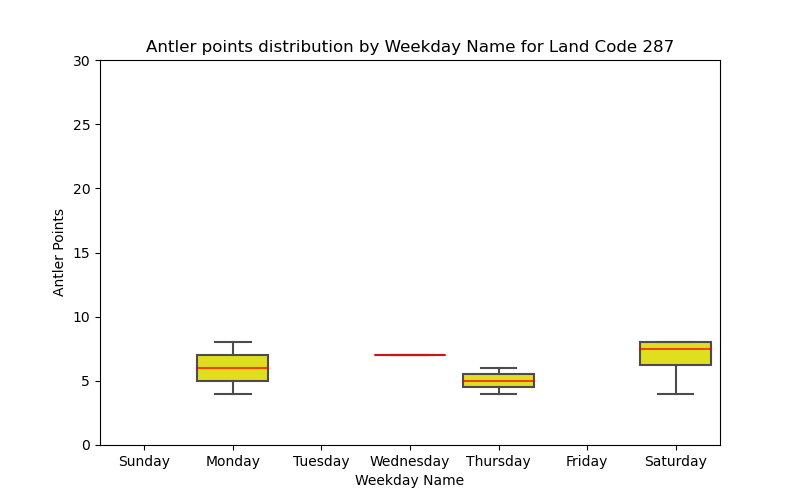 Antler points distribution by Weekday Name for Land Code 287
30
25
20
15
10
5
0
Antler Points
Sunday Monday Tuesday Wednesday Thursday Friday Saturday
Weekday Name